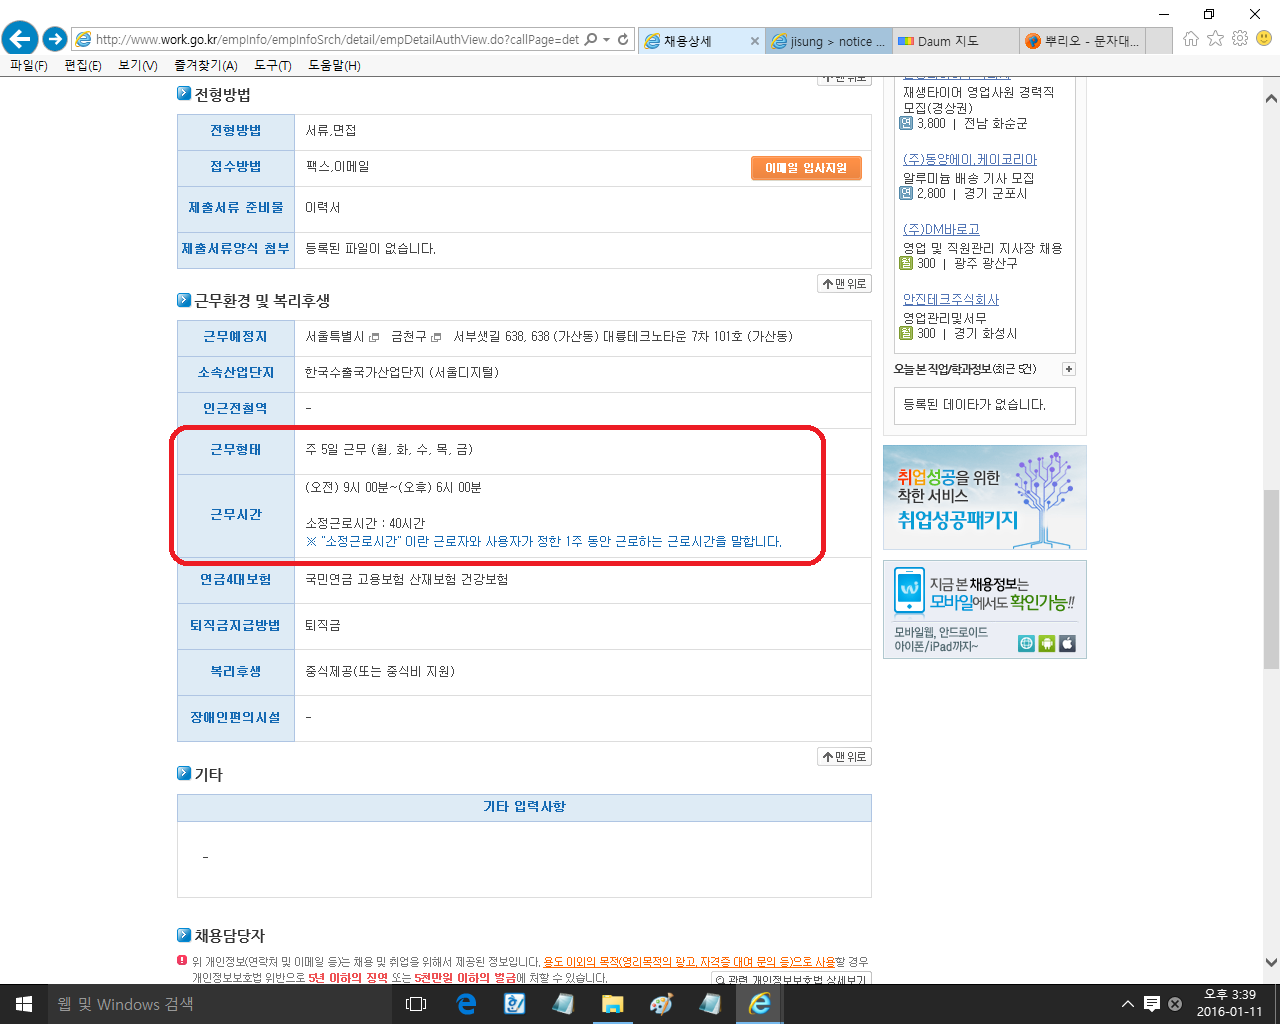 http://www.work.go.kr/empInfo/empInfoSrch/detail/empDetailAuthView.do?callPage=det
채용상세
jisung > notice ...
Daum 지도
뿌리오 - 문자대...
파일(F) 편집(E) 보기(V) 즐겨찾기(A) 도구(T) 도움말(H)
전형방법
전형방법 서류,면접
접수방법 팩스,이메일 이메일 입사지원
제출서류 준비물 이력서
제출서류양식 첨부 등록된 파일이 없습니다.
맨위로
근무환경 및 복리후생
근무예정지 서울특별시 금천구 서부샛길 638, 638 (가산동) 대륭테크노타운 7차 101호 (가산동)
소속산업단지 한국수출국가산업단지 (서울디지털)
인근전철역 -
근무형태 주 5일 근무 (월, 화, 수, 목, 금)
근무시간 (오전) 9시 00분~(오후) 6시 00분
소정근로시간 : 40시간
※ "소정근로시간" 이란 근로자와 사용자가 정한 1주 동안 근로하는 근로시간을 말합니다.
연금4대보험 국민연금 고용보험 산재보험 건강보험
퇴직금지급방법 퇴직금
복리후생 중식제공(또는 중식비 지원)
장애인편의시설 -
맨위로
기타
기타 입력사항
-
채용담당자
위 개인정보(연락처 및 이메일 등)는 채용 및 취업을 위해서 제공된 정보입니다. 용도 이외의 목적(영리목적의 광고, 자격증 대여 문의 등)으로 사용할 경우
개인정보보호법 위반으로 5년 이하의 징역 또는 5천만원 이하의 벌금에 처할 수 있습니다.
관련 개인정보보호법 상세보기
재생타이어 영업사원 경력직
모집(경상권)
연 3,800 | 전남 화순군
(주)동양에이.케이코리아
알루미늄 배송 기사 모집
연 2,800 | 경기 군포시
(주)DM바로고
영업 및 직원관리 지사장 채용
월 300 | 광주 광산구
안진테크주식회사
영업관리및서무
월 300 | 경기 화성시
오늘 본 직업/학과정보(최근 5건)
등록된 데이타가 없습니다.
취업성공을 위한
착한 서비스
취업성공패키지
지금 본 채용정보는
모바일에서도 확인가능!!
모바일웹, 안드로이드
아이폰/iPad까지~
웹 및 Windows 검색
오후 3:39
2016-01-11